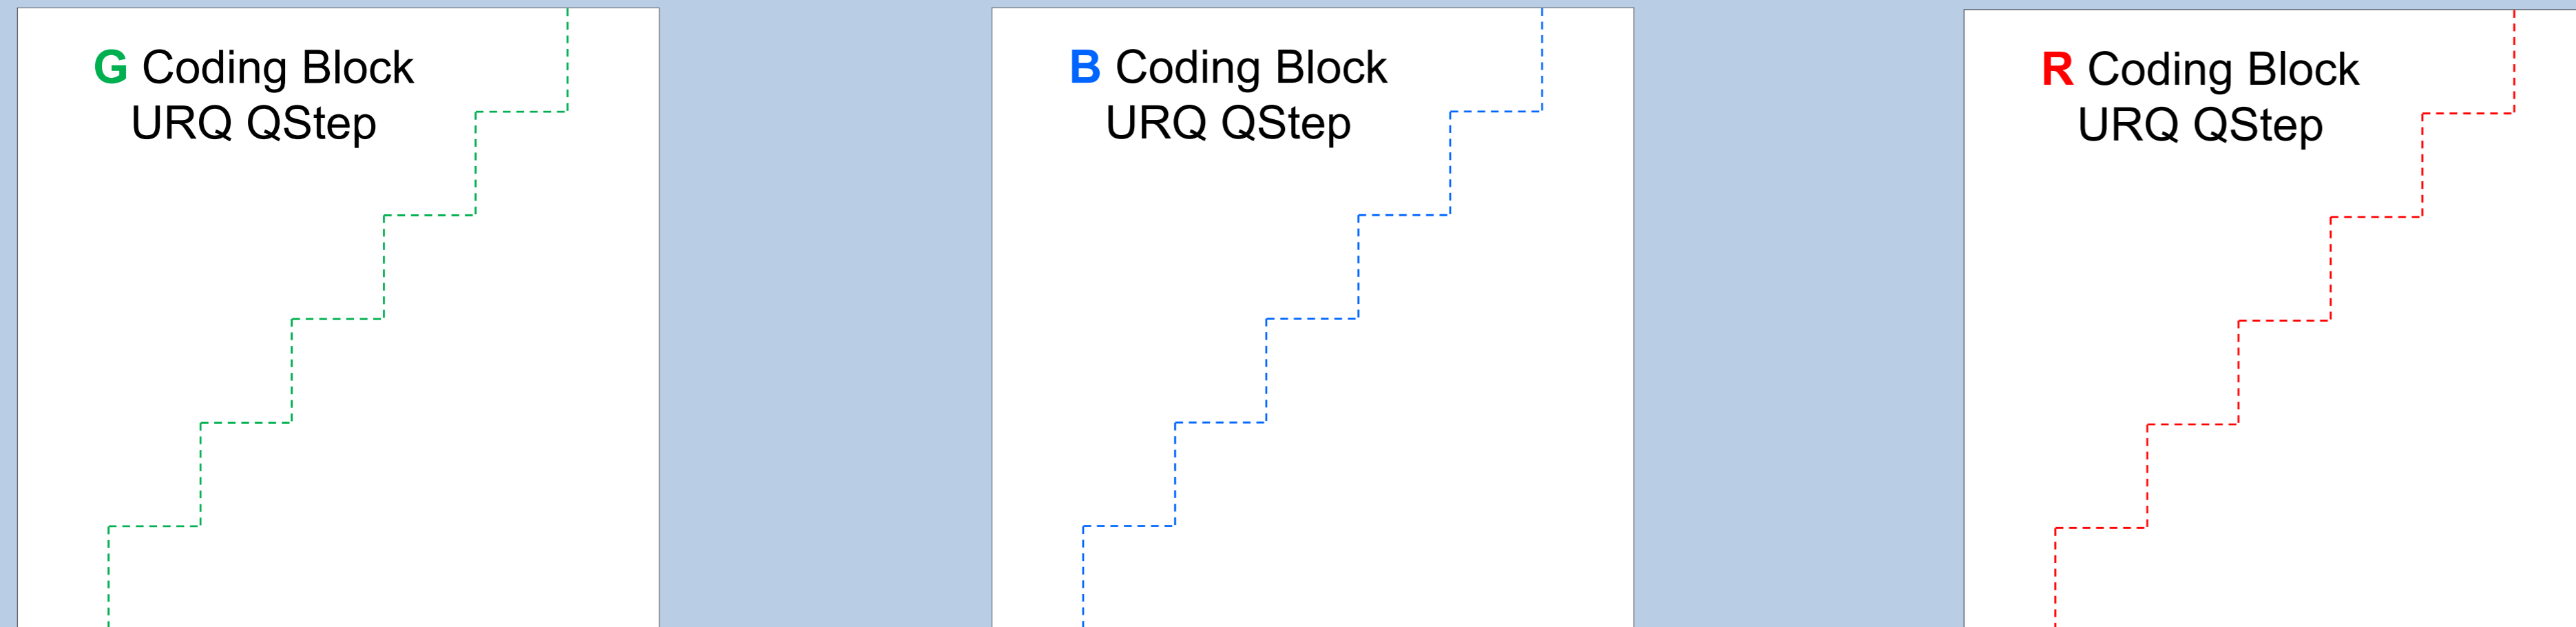 G Coding Block
URQ QStep
B Coding Block
URQ QStep
R Coding Block
URQ QStep